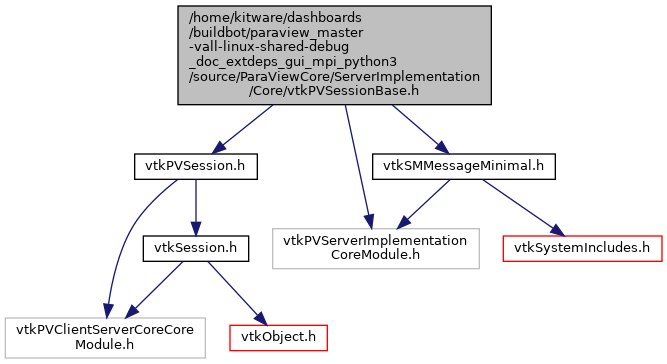 /home/kitware/dashboards
/buildbot/paraview_master
-vall-linux-shared-debug
_doc_extdeps_gui_mpi_python3
/source/ParaViewCore/ServerImplementation
/Core/vtkPVSessionBase.h
vtkPVSession.h
vtkSMMessageMinimal.h
vtkSession.h
vtkPVServerImplementation
CoreModule.h
vtkSystemIncludes.h
vtkPVClientServerCoreCore
Module.h
vtkObject.h